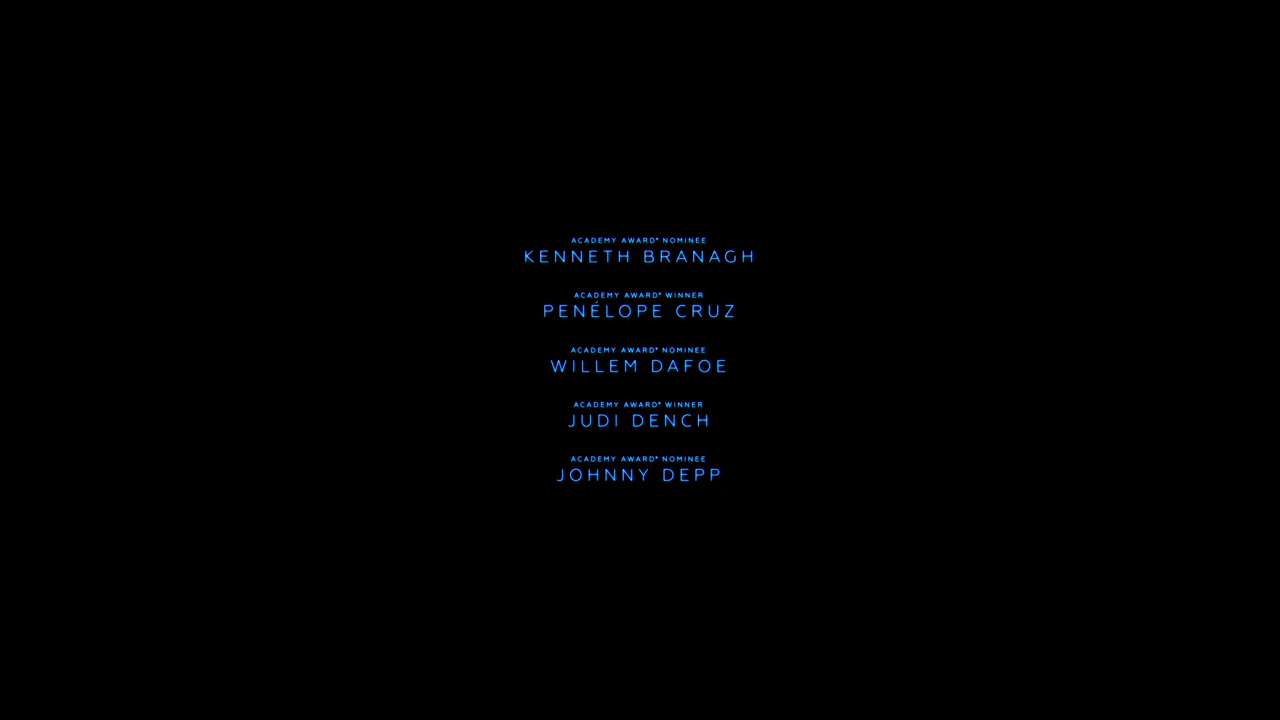 ACADEMY AWARD® NOMINEE
KENNETH BRANAGH
ACADEMY AWARD® WINNER
PENÉLOPE CRUZ
ACADEMY AWARD® NOMINEE
WILLEM DAFOE
ACADEMY AWARD® WINNER
JUDI DENCH
ACADEMY AWARD® NOMINEE
JOHNNY DEPP